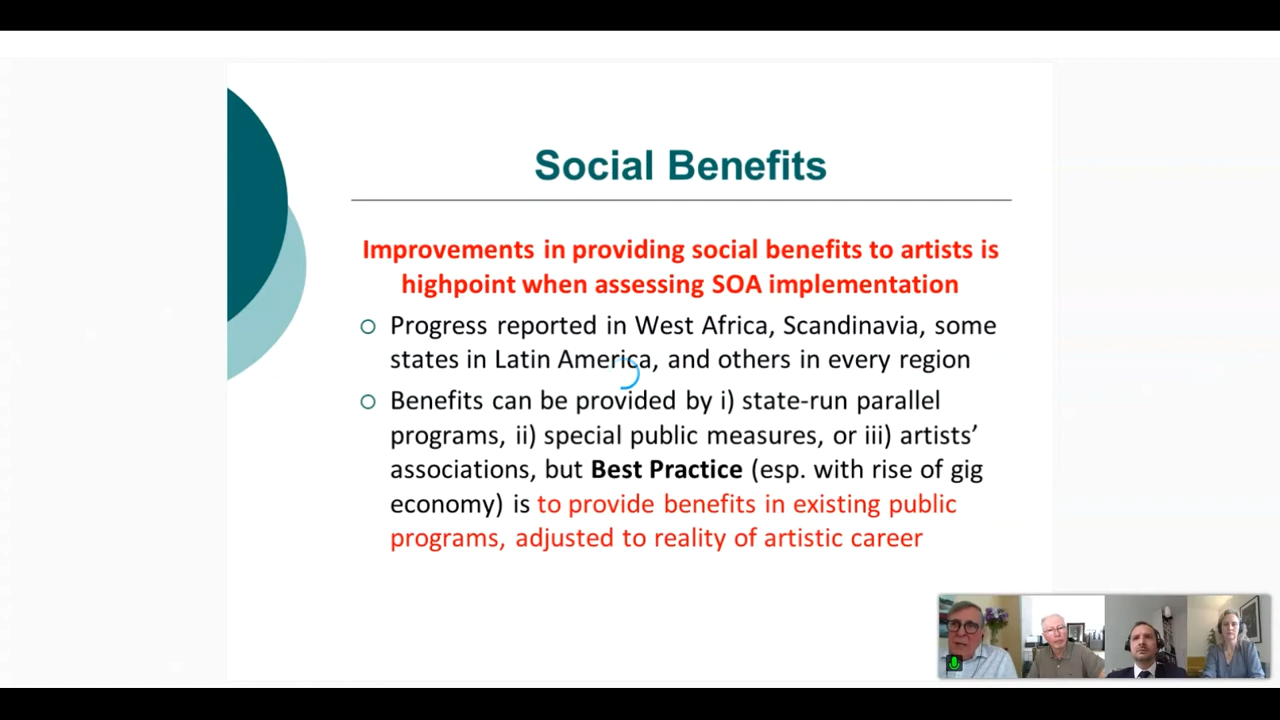 Social Benefits
Improvements in providing social benefits to artists is
highpoint when assessing SOA implementation
Progress reported in West Africa, Scandinavia, some
states in Latin America, and others in every region
Benefits can be provided by i) state-run parallel
programs, ii) special public measures, or iii) artists’
associations, but Best Practice (esp. with rise of gig
economy) is to provide benefits in existing public
programs, adjusted to reality of artistic career